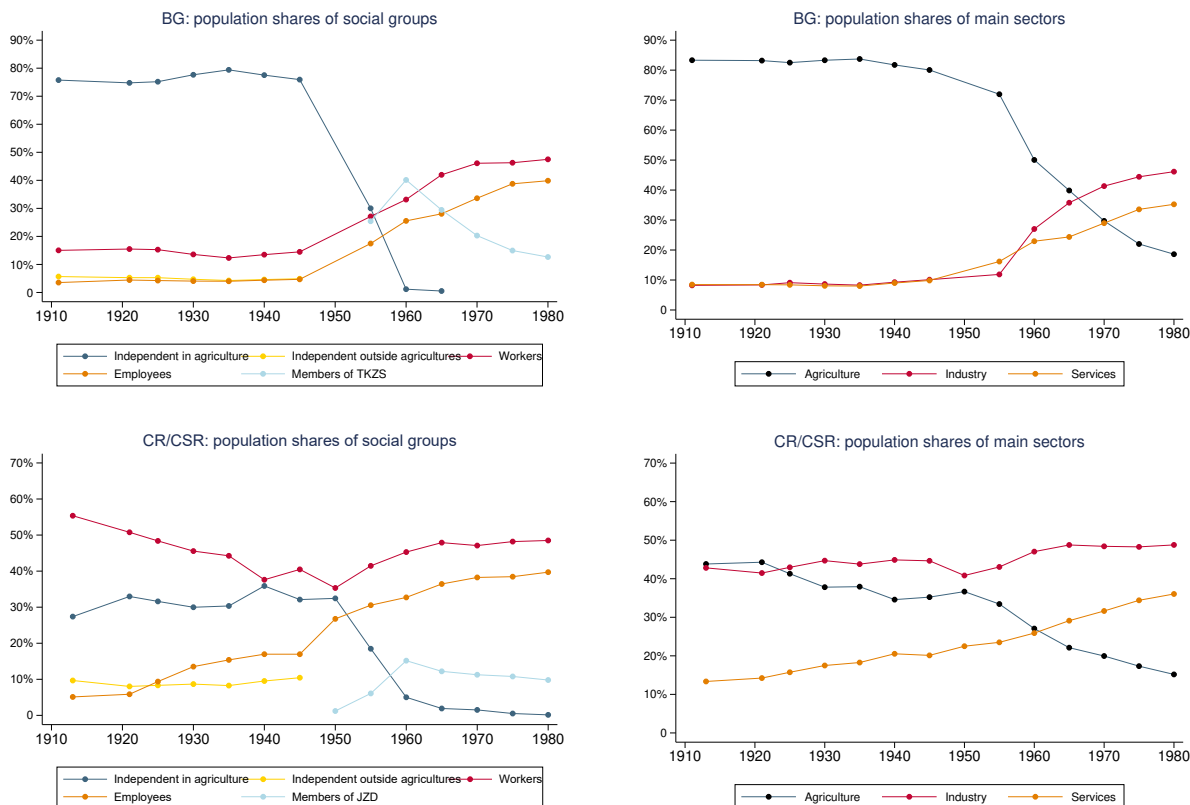 BG: population shares of social groups
90%
80%
70%
60%
50%
40%
30%
20%
10%
0
1910 1920 1930 1940 1950 1960 1970 1980
Independent in agriculture Independent outside agricultures Workers
Employees Members of TKZS
BG: population shares of main sectors
90%
80%
70%
60%
50%
40%
30%
20%
10%
0
1910 1920 1930 1940 1950 1960 1970 1980
Agriculture Industry Services
CR/CSR: population shares of social groups
70%
60%
50%
40%
30%
20%
10%
0
1910 1920 1930 1940 1950 1960 1970 1980
Independent in agriculture Independent outside agricultures Workers
Employees Members of JZD
CR/CSR: population shares of main sectors
70%
60%
50%
40%
30%
20%
10%
0
1910 1920 1930 1940 1950 1960 1970 1980
Agriculture Industry Services